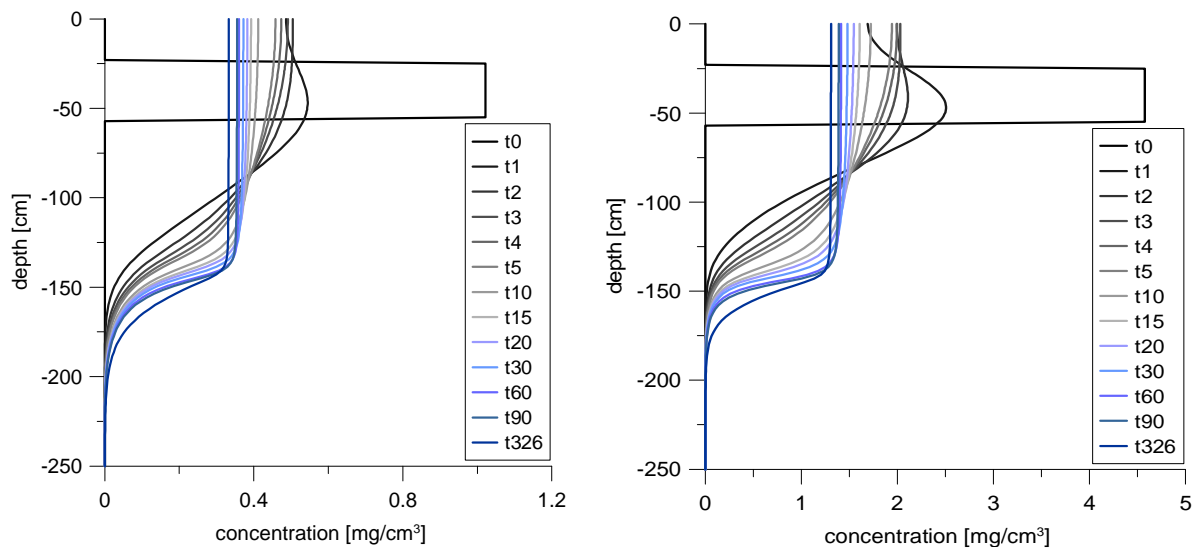 0
-50
-100
-150
-200
-250
depth [cm]
0
0.4
0.8
1.2
concentration [mg/cm³]
t0
t1
t2
t3
t4
t5
t10
t15
t20
t30
t60
t90
t326
0
-50
-100
-150
-200
-250
depth [cm]
0
1
2
3
4
5
concentration [mg/cm³]
t0
t1
t2
t3
t4
t5
t10
t15
t20
t30
t60
t90
t326